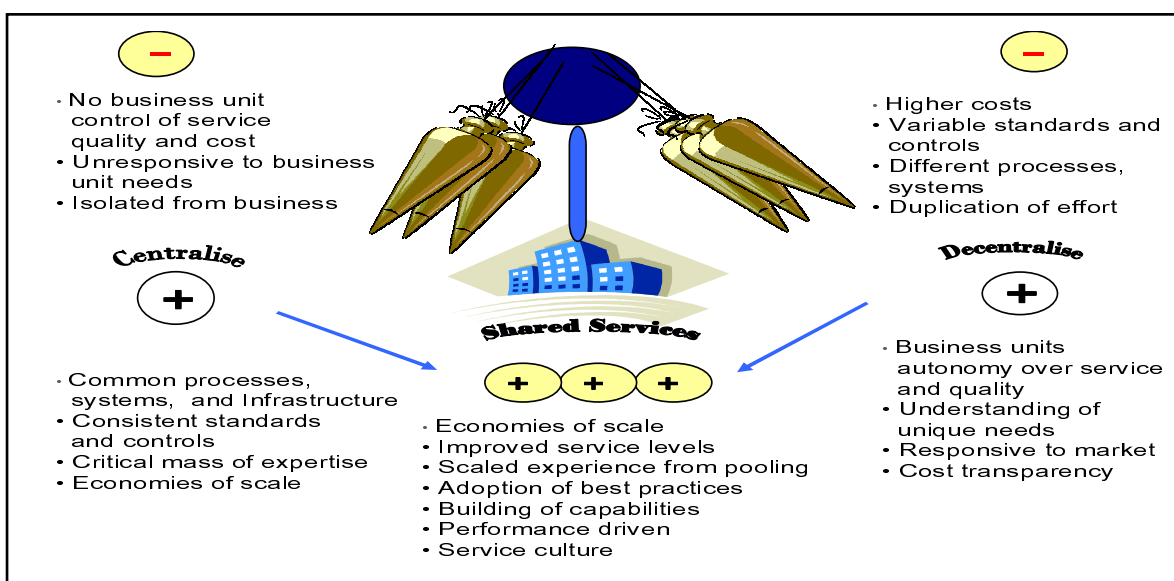 −
· No business unit
control of service
quality and cost
• Unresponsive to business
unit needs
• Isolated from business
Centralise
+
· Common processes,
systems, and Infrastructure
• Consistent standards
and controls
• Critical mass of expertise
• Economies of scale
Shared Services
+ + +
· Economies of scale
• Improved service levels
• Scaled experience from pooling
• Adoption of best practices
• Building of capabilities
• Performance driven
• Service culture
−
· Higher costs
• Variable standards and
controls
• Different processes,
systems
• Duplication of effort
Decentralise
+
· Business units
autonomy over service
and quality
• Understanding of
unique needs
• Responsive to market
• Cost transparency